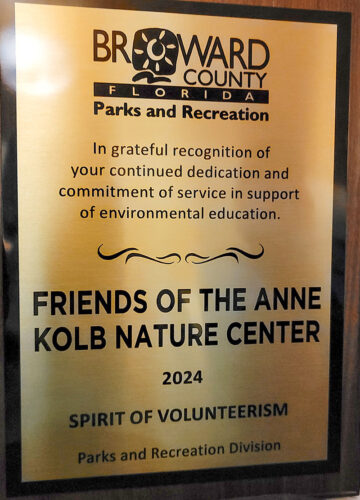 BROWARD
COUNTY
FLORIDA
Parks and Recreation
In grateful recognition of
your continued dedication and
commitment of service in support
of environmental education.
FRIENDS OF THE ANNE
KOLB NATURE CENTER
2024
SPIRIT OF VOLUNTEERISM
Parks and Recreation Division